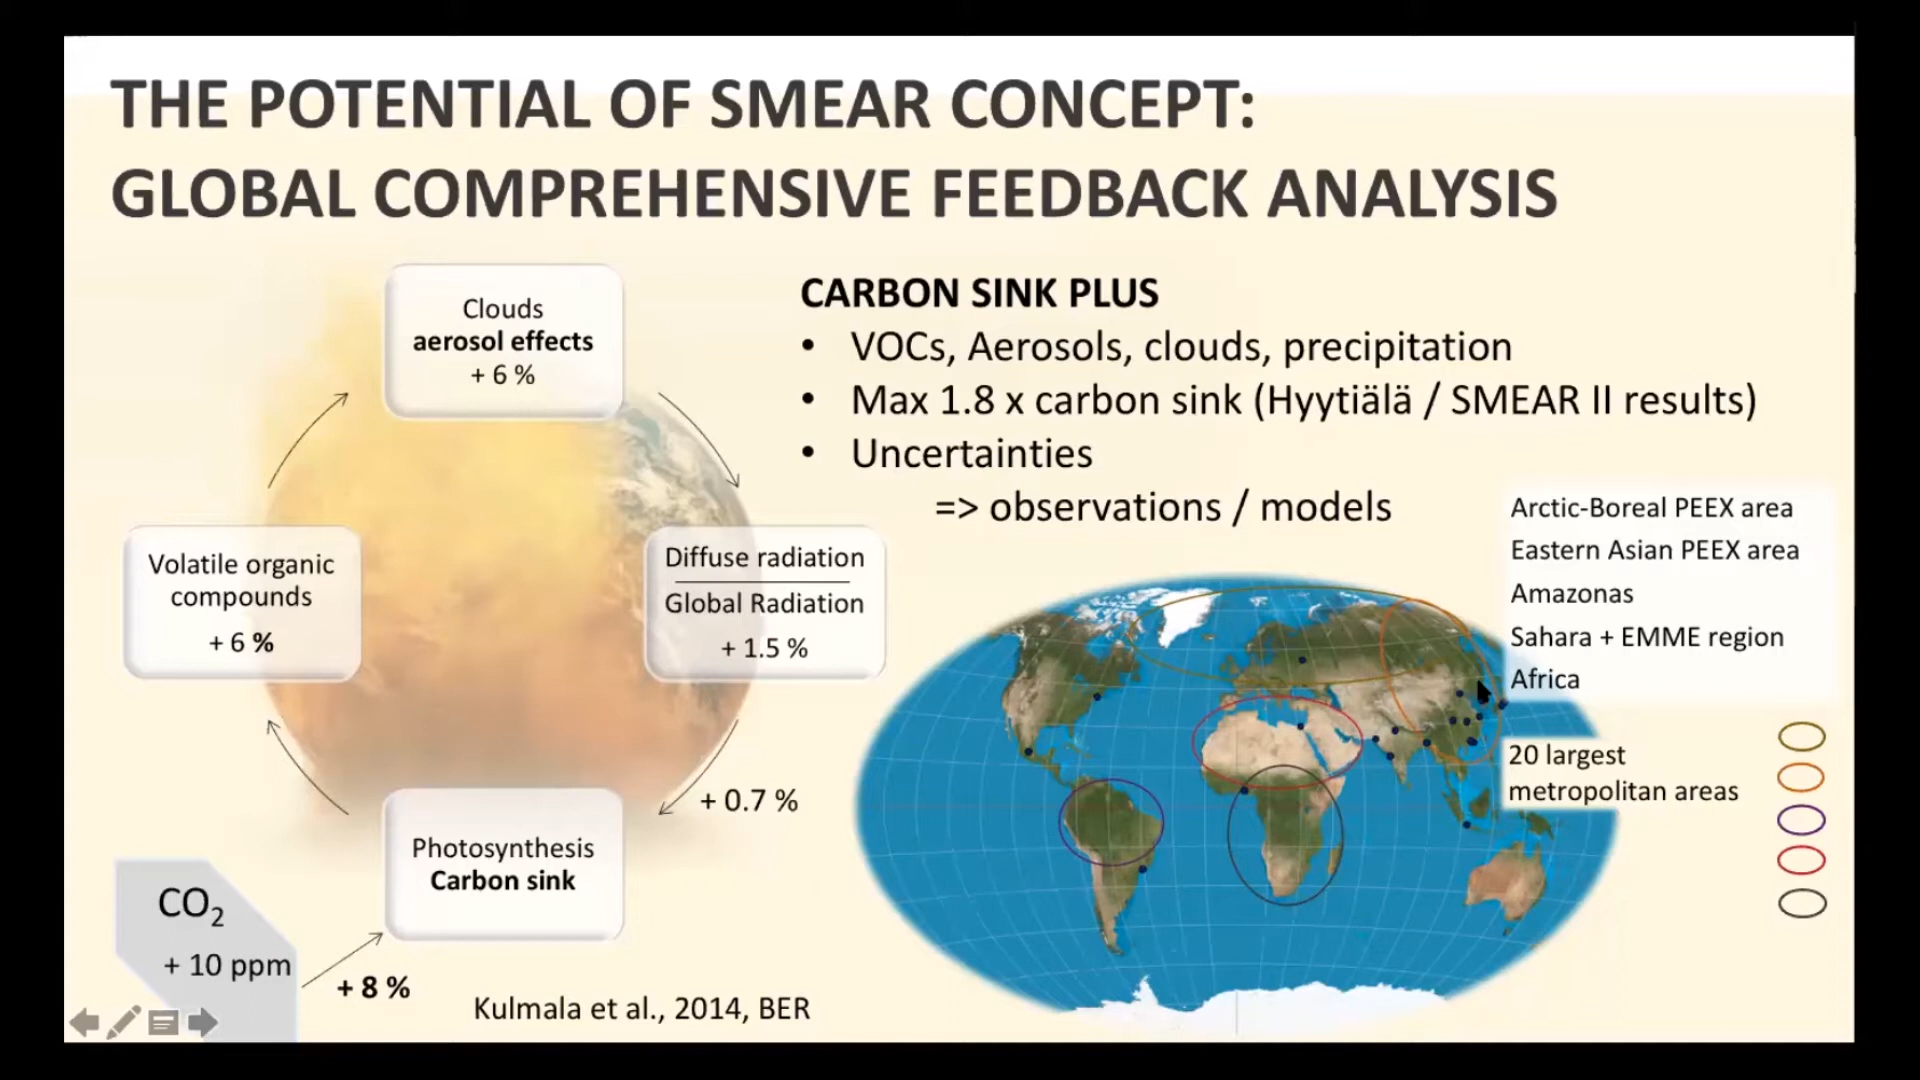 THE POTENTIAL OF SMEAR CONCEPT:
GLOBAL COMPREHENSIVE FEEDBACK ANALYSIS
Clouds
aerosol effects
+ 6 %
Volatile organic
compounds
+ 6 %
Diffuse radiation
Global Radiation
+ 1.5 %
+ 0.7 %
Photosynthesis
Carbon sink
CO₂
+ 10 ppm
+ 8 %
Kulmala et al., 2014, BER
CARBON SINK PLUS
• VOCs, Aerosols, clouds, precipitation
• Max 1.8 x carbon sink (Hyytiälä / SMEAR II results)
• Uncertainties
=> observations / models
Arctic-Boreal PEEX area
Eastern Asian PEEX area
Amazonas
Sahara + EMME region
Africa
20 largest
metropolitan areas